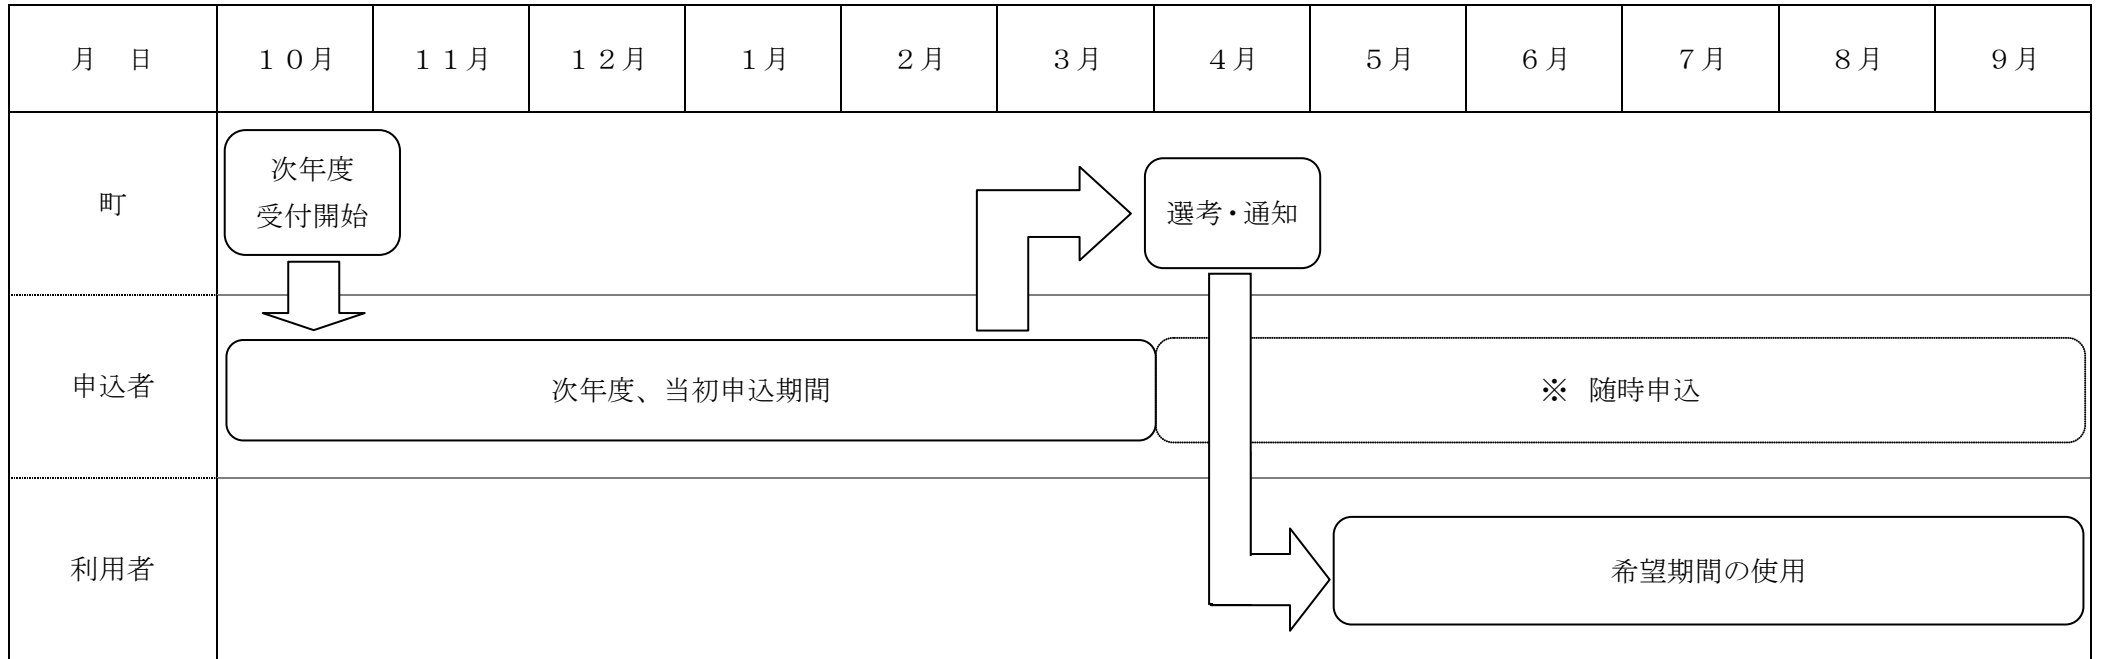 月　日　１０月　１１月　１２月　１月　２月　３月　４月　５月　６月　７月　８月　９月
町
次年度
受付開始
選考・通知
申込者
次年度、当初申込期間
※　随時申込
利用者
希望期間の使用